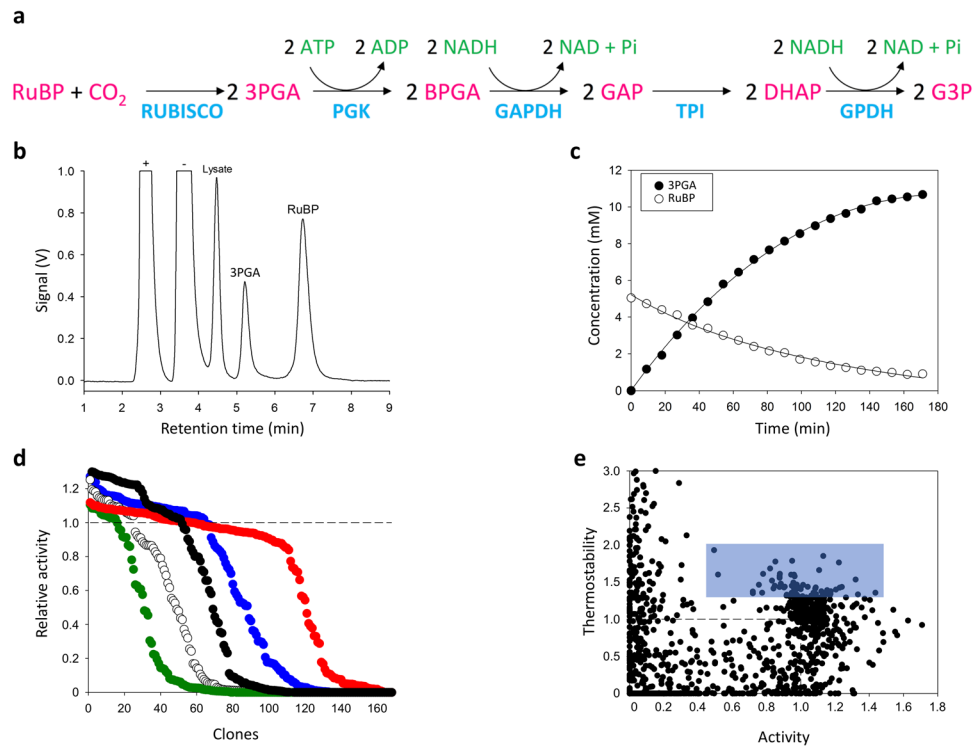 a
2 ATP 2 ADP 2 NADH 2 NAD + Pi 2 NADH 2 NAD + Pi
RuBP + CO2 2 3PGA 2 BPGA 2 GAP 2 DHAP 2 G3P
RUBISCO PGK GAPDH TPI GPDH
b
+ - Lysate
RuBP
3PGA
1.0
0.8
0.6
0.4
0.2
0.0
Signal (V)
1 2 3 4 5 6 7 8 9
Retention time (min)
c
3PGA
RuBP
12
10
8
6
4
2
0
Concentration (mM)
0 20 40 60 80 100 120 140 160 180
Time (min)
d
1.2
1.0
0.8
0.6
0.4
0.2
0
Relative activity
0 20 40 60 80 100 120 140 160
Clones
e
3.0
2.5
2.0
1.5
1.0
0.5
0
Thermostability
0 0.2 0.4 0.6 0.8 1.0 1.2 1.4 1.6 1.8
Activity